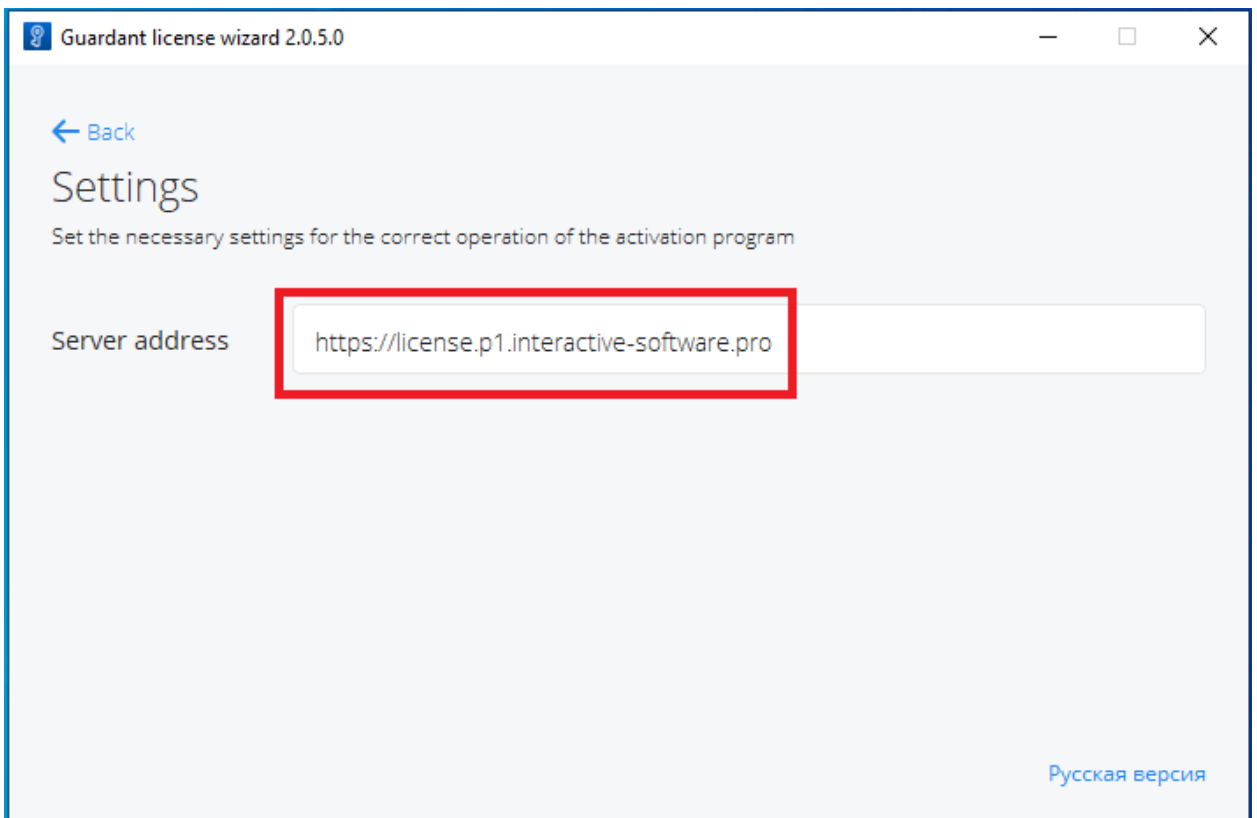 Guardant license wizard 2.0.5.0
Back
Settings
Set the necessary settings for the correct operation of the activation program
Server address
https://license.p1.interactive-software.pro
Русская версия